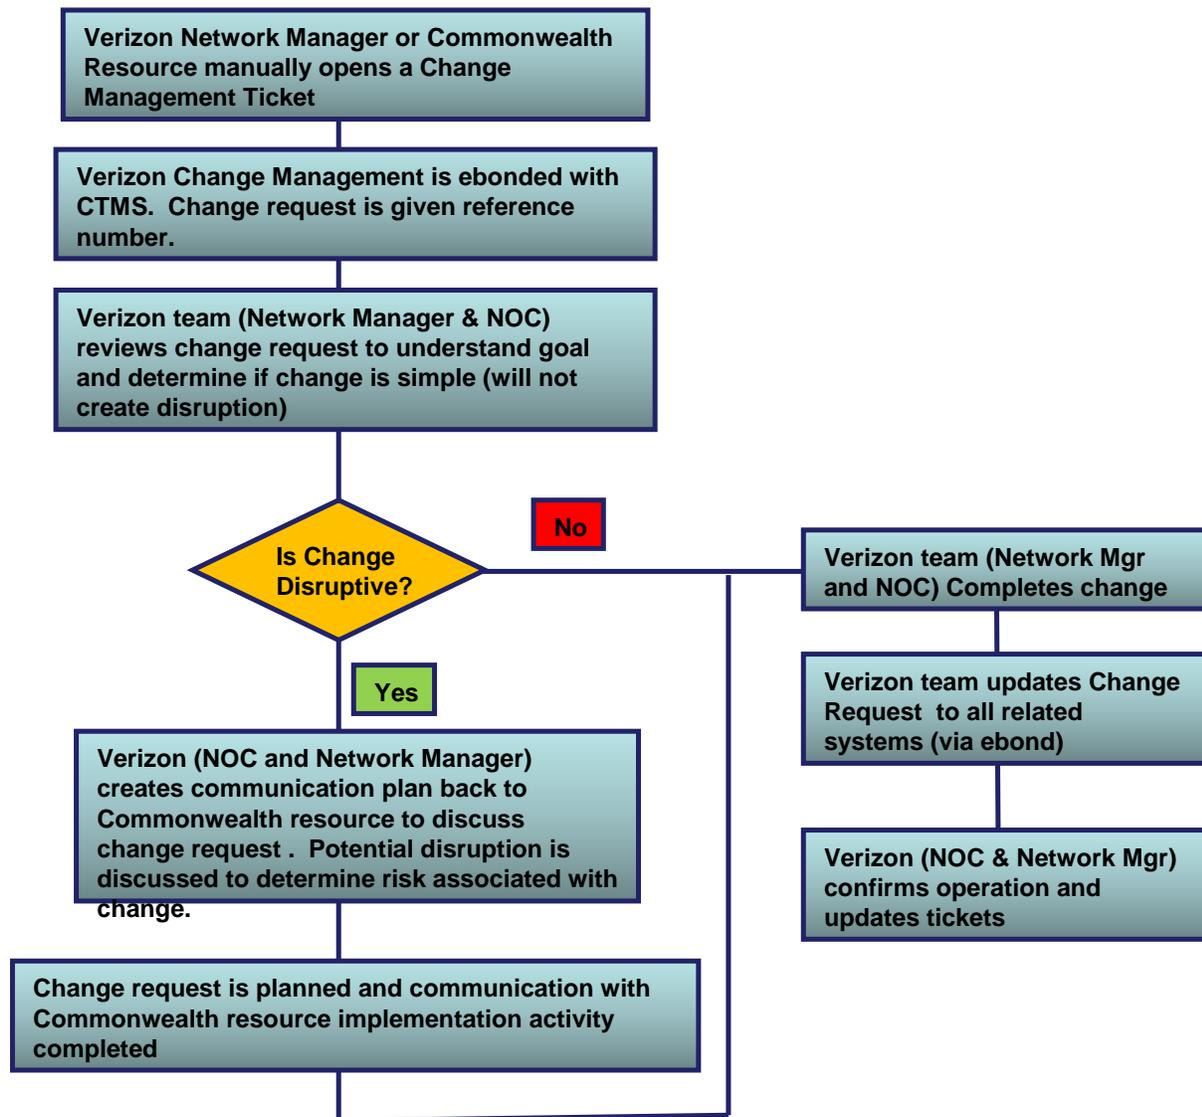 Verizon Network Manager or Commonwealth
Resource manually opens a Change
Management Ticket
Verizon Change Management is ebonded with
CTMS.  Change request is given reference
number.
Verizon team (Network Manager & NOC)
reviews change request to understand goal
and determine if change is simple (will not
create disruption)
Is Change
Disruptive?
No
Yes
Verizon (NOC and Network Manager)
creates communication plan back to
Commonwealth resource to discuss
change request .  Potential disruption is
discussed to determine risk associated with
change.
Change request is planned and communication with
Commonwealth resource implementation activity
completed
Verizon team (Network Mgr
and NOC) Completes change
Verizon team updates Change
Request  to all related
systems (via ebond)
Verizon (NOC & Network Mgr)
confirms operation and
updates tickets